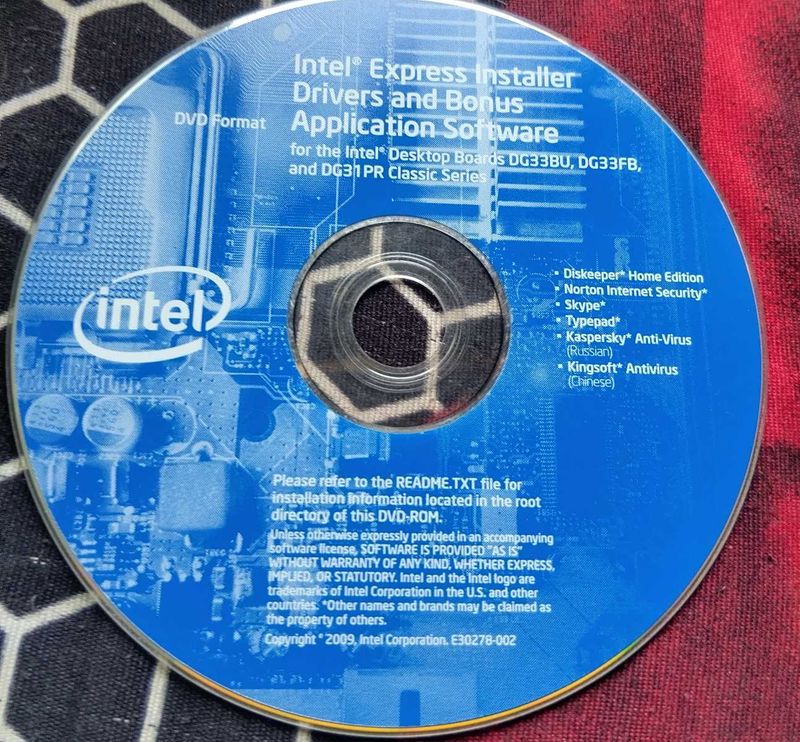 Intel® Express Installer
Drivers and Bonus
Application Software
DVD Format
for the Intel® Desktop Boards DG33BU, DG33FB,
and DG31PR Classic Series
intel®
▪ Diskeeper* Home Edition
▪ Norton Internet Security*
▪ Skype*
▪ Typepad*
▪ Kaspersky* Anti-Virus
(Russian)
▪ Kingsoft* Antivirus
(Chinese)
Please refer to the README.TXT file for
installation information located in the root
directory of this DVD-ROM.
Unless otherwise expressly provided in an accompanying
software license, SOFTWARE IS PROVIDED "AS IS"
WITHOUT WARRANTY OF ANY KIND, WHETHER EXPRESS,
IMPLIED, OR STATUTORY. Intel and the Intel logo are
trademarks of Intel Corporation in the U.S. and other
countries. *Other names and brands may be claimed as
the property of others.
Copyright © 2009, Intel Corporation. E30278-002